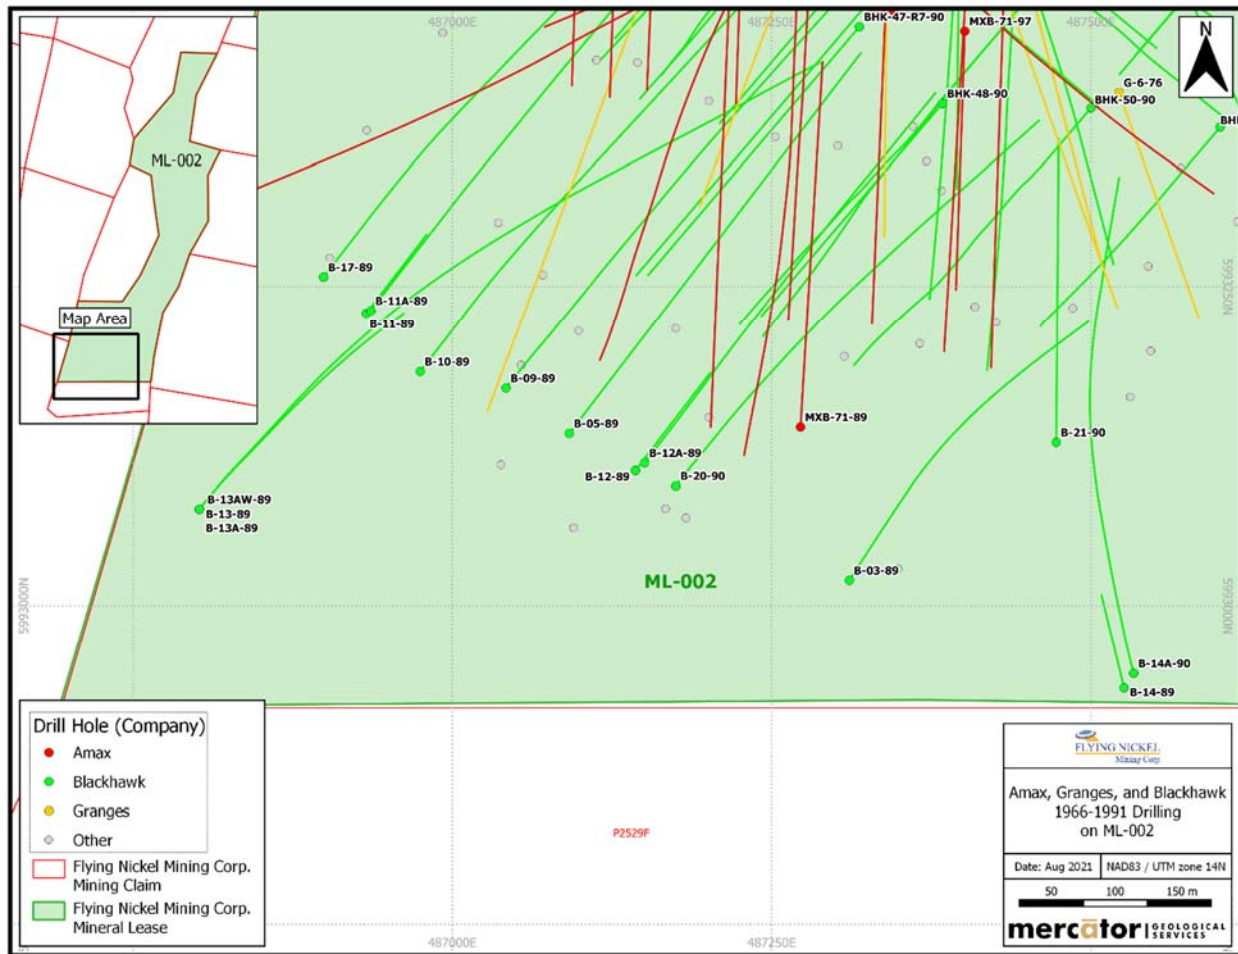 487000E
487250E
487500E
BHK-47-R7-90
MXB-71-97
N
G-6-76
BHK-48-90
BHK-50-90
ML-002
B-17-89
5993250N
B-11A-89
Map Area
B-11-89
B-10-89
B-09-89
MXB-71-89
B-05-89
B-21-90
B-12A-89
B-12-89
B-20-90
B-13AW-89
B-13-89
B-13A-89
B-03-89
ML-002
5993000N
5993000N
B-14A-90
B-14-89
Drill Hole (Company)
Amax
Blackhawk
Granges
Other
Flying Nickel Mining Corp.
Mining Claim
Flying Nickel Mining Corp.
Mineral Lease
P2529F
FLYING NICKEL
Mining Corp.
Amax, Granges, and Blackhawk
1966-1991 Drilling
on ML-002
Date: Aug 2021
NAD83 / UTM zone 14N
50 100 150 m
mercator GEOLOGICAL
SERVICES
487000E
487250E